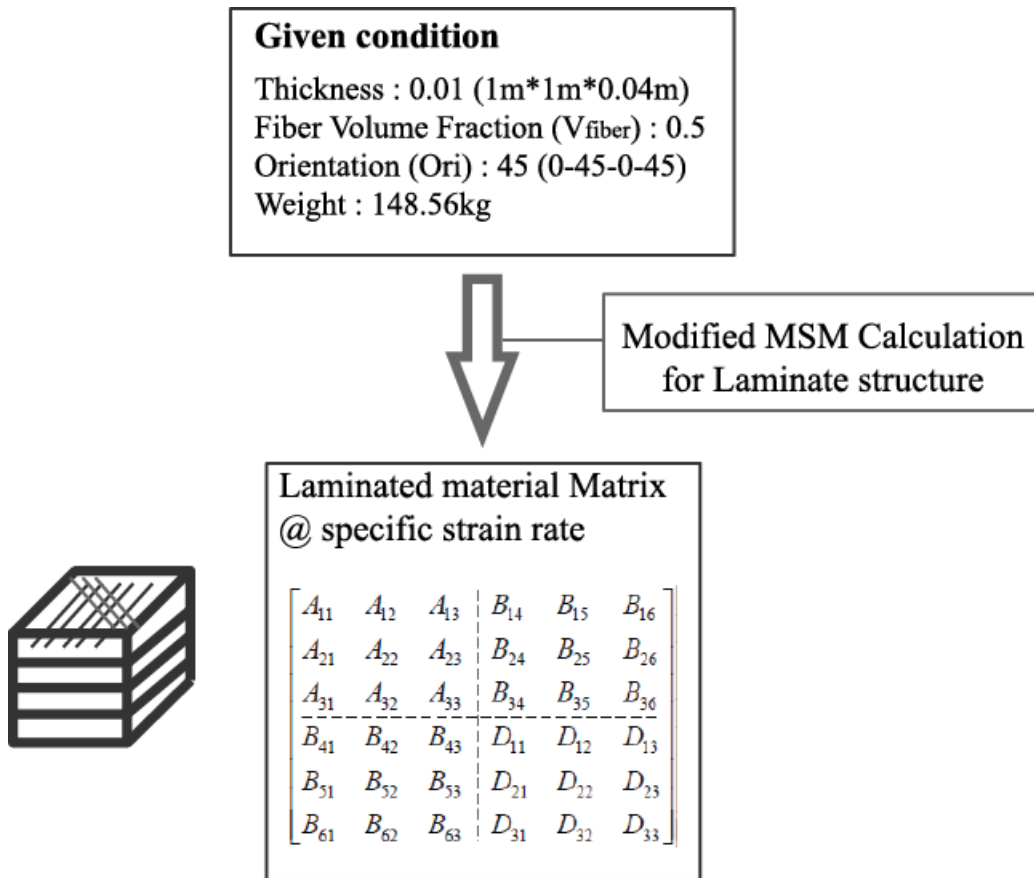 Given condition
Thickness : 0.01 (1m*1m*0.04m)
Fiber Volume Fraction (Vfiber) : 0.5
Orientation (Ori) : 45 (0-45-0-45)
Weight : 148.56kg
Modified MSM Calculation
for Laminate structure
Laminated material Matrix
@ specific strain rate
A11 A12 A13 B14 B15 B16
A21 A22 A23 B24 B25 B26
A31 A32 A33 B34 B35 B36
B41 B42 B43 D11 D12 D13
B51 B52 B53 D21 D22 D23
B61 B62 B63 D31 D32 D33